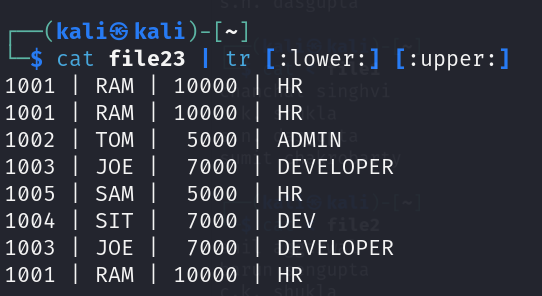 ┌──(kali㉿kali)-[~]
└─$ cat file23 | tr [:lower:] [:upper:]
1001 | RAM | 10000 | HR
1001 | RAM | 10000 | HR
1002 | TOM |  5000 | ADMIN
1003 | JOE |  7000 | DEVELOPER
1005 | SAM |  5000 | HR
1004 | SIT |  7000 | DEV
1003 | JOE |  7000 | DEVELOPER
1001 | RAM | 10000 | HR